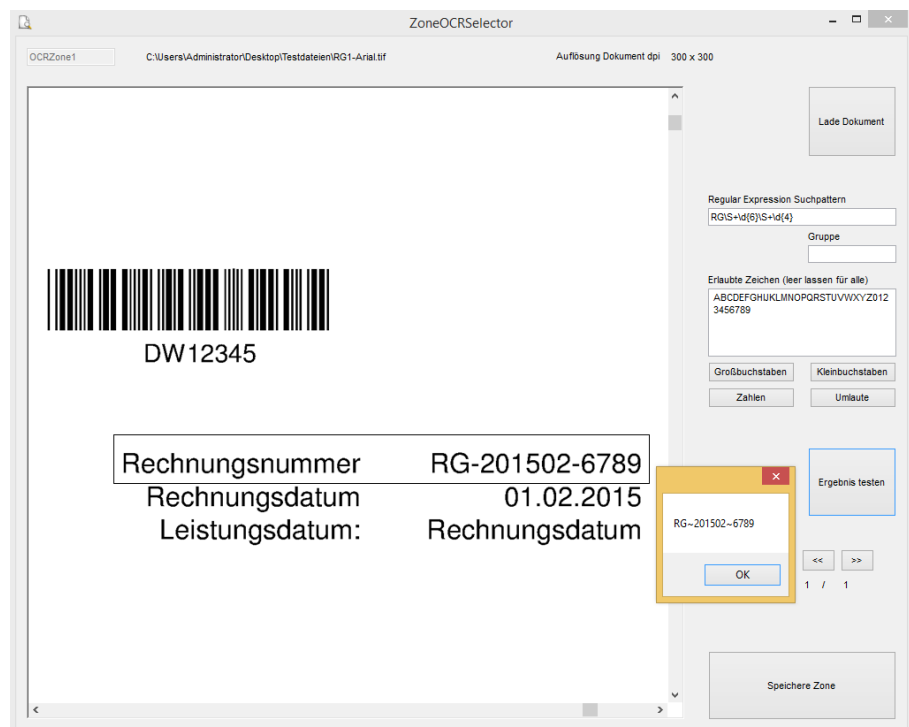 ZoneOCRSelector
OCRZone1 C:\Users\Administrator\Desktop\Testdateien\RG1-Arial.tif Auflösung Dokument dpi 300 x 300
Lade Dokument
Regular Expression Suchpattern
RG\S+\d{6}\S+\d{4}
Gruppe
Erlaubte Zeichen (leer lassen für alle)
ABCDEFGHIJKLMNOPQRSTUVWXYZ012
3456789
Großbuchstaben Kleinbuchstaben
Zahlen Umlaute
DW12345
Rechnungsnummer RG-201502-6789
Rechnungsdatum 01.02.2015
Leistungsdatum: Rechnungsdatum
Ergebnis testen
RG~201502~6789
OK
<< >>
1 / 1
Speichere Zone